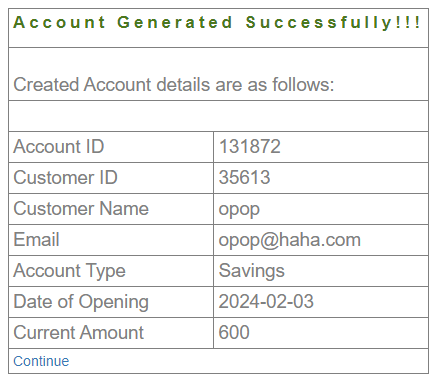 Account Generated Successfully!!!
Created Account details are as follows:
Account ID 131872
Customer ID 35613
Customer Name opop
Email opop@haha.com
Account Type Savings
Date of Opening 2024-02-03
Current Amount 600
Continue